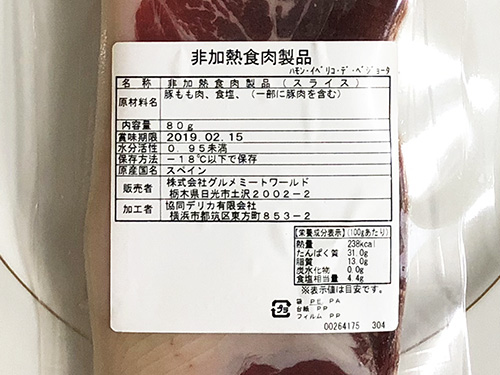 非加熱食肉製品
ハモン・イベリコ・デ・ベジョータ
名 称 非加熱食肉製品(スライス)
原材料名 豚もも肉、食塩、(一部に豚肉を含む)
内容量 80g
賞味期限 2019.02.15
水分活性 0.95未満
保存方法 -18℃以下で保存
原産国名 スペイン
販売者 株式会社グルメミートワールド
栃木県日光市土沢2002-2
加工者 協同デリカ有限会社
横浜市都筑区東方町853-2
【栄養成分表示】(100gあたり)
熱量 238kcal
たんぱく質 31.0g
脂質 13.0g
炭水化物 0.0g
食塩相当量 4.4g
※表示値は目安です。
プラ
袋 PE, PA
台紙 PP
フィルム PP
00264175 304